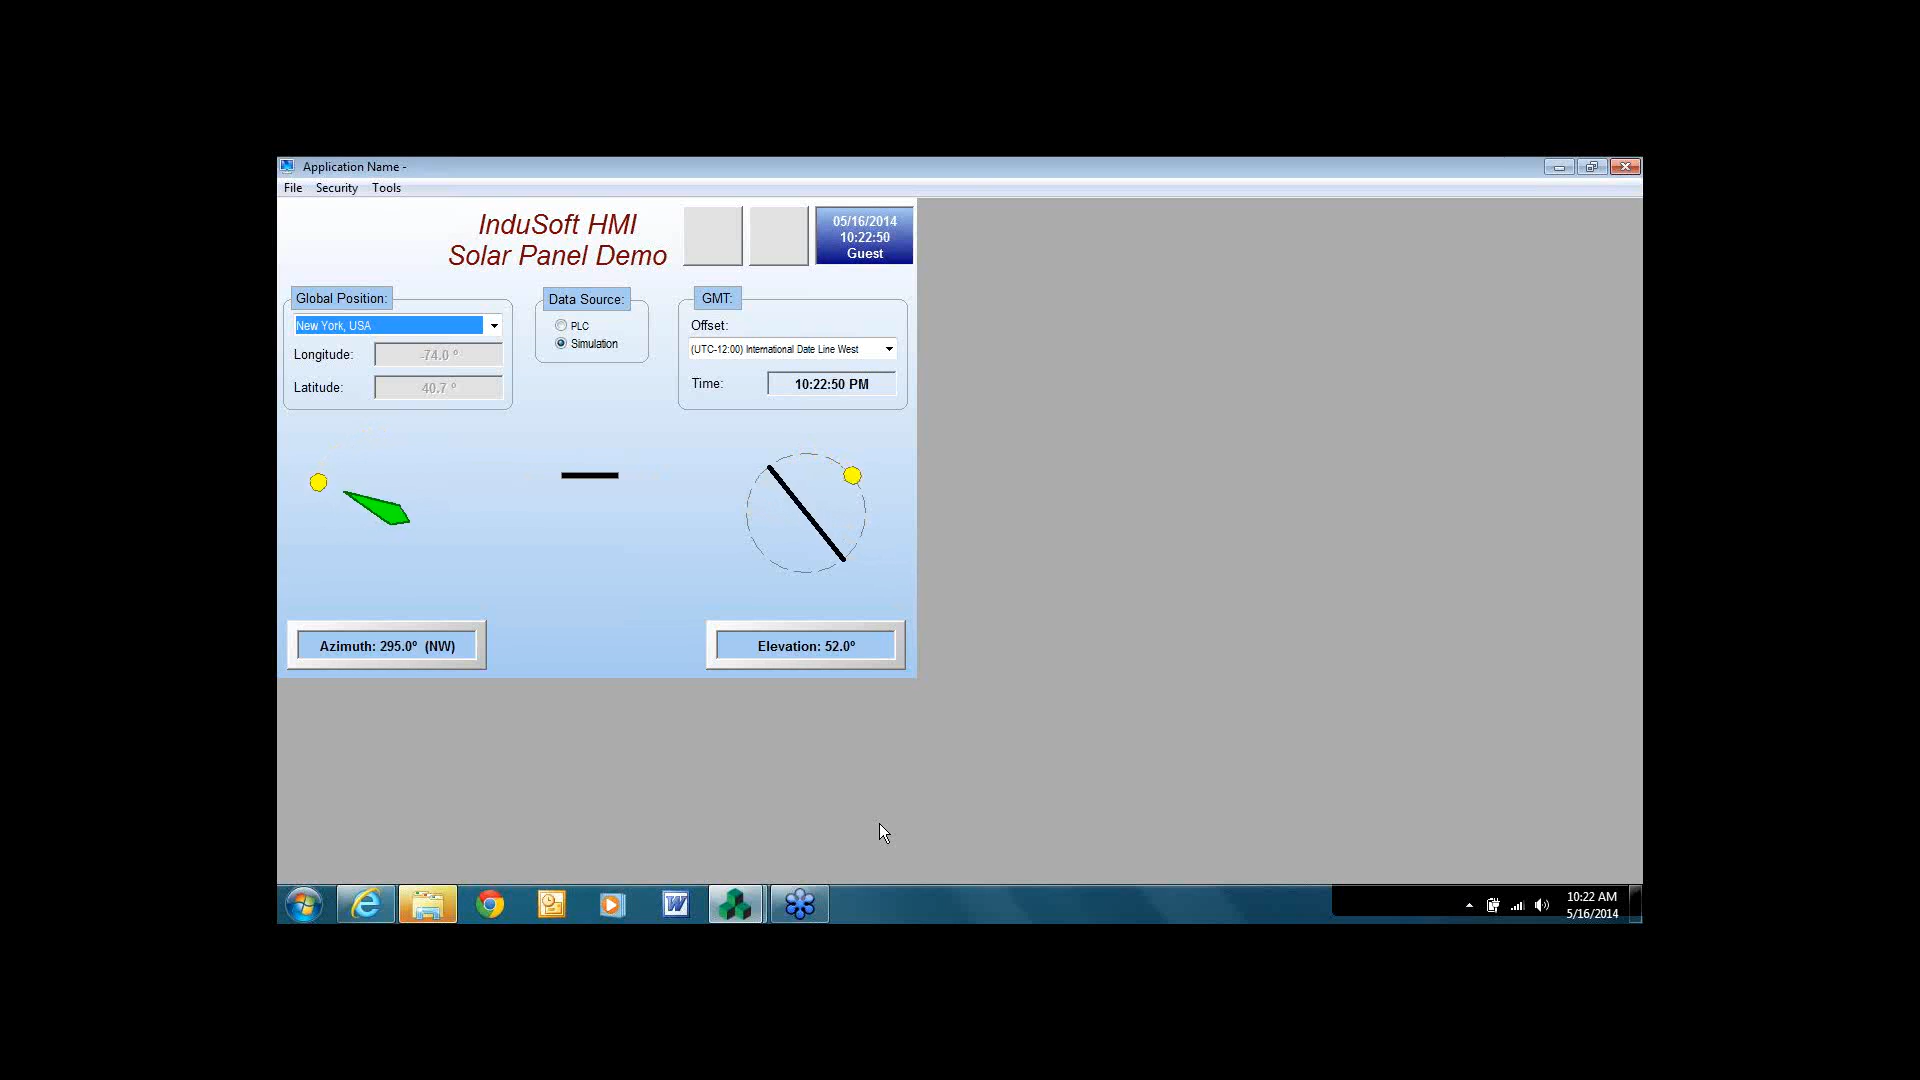 Application Name -
File Security Tools
InduSoft HMI
Solar Panel Demo
05/16/2014
10:22:50
Guest
Global Position:
New York, USA
Longitude: -74.0 º
Latitude: 40.7 º
Data Source:
PLC
Simulation
GMT:
Offset:
(UTC-12:00) International Date Line West
Time: 10:22:50 PM
Azimuth: 295.0º (NW)
Elevation: 52.0º
10:22 AM
5/16/2014